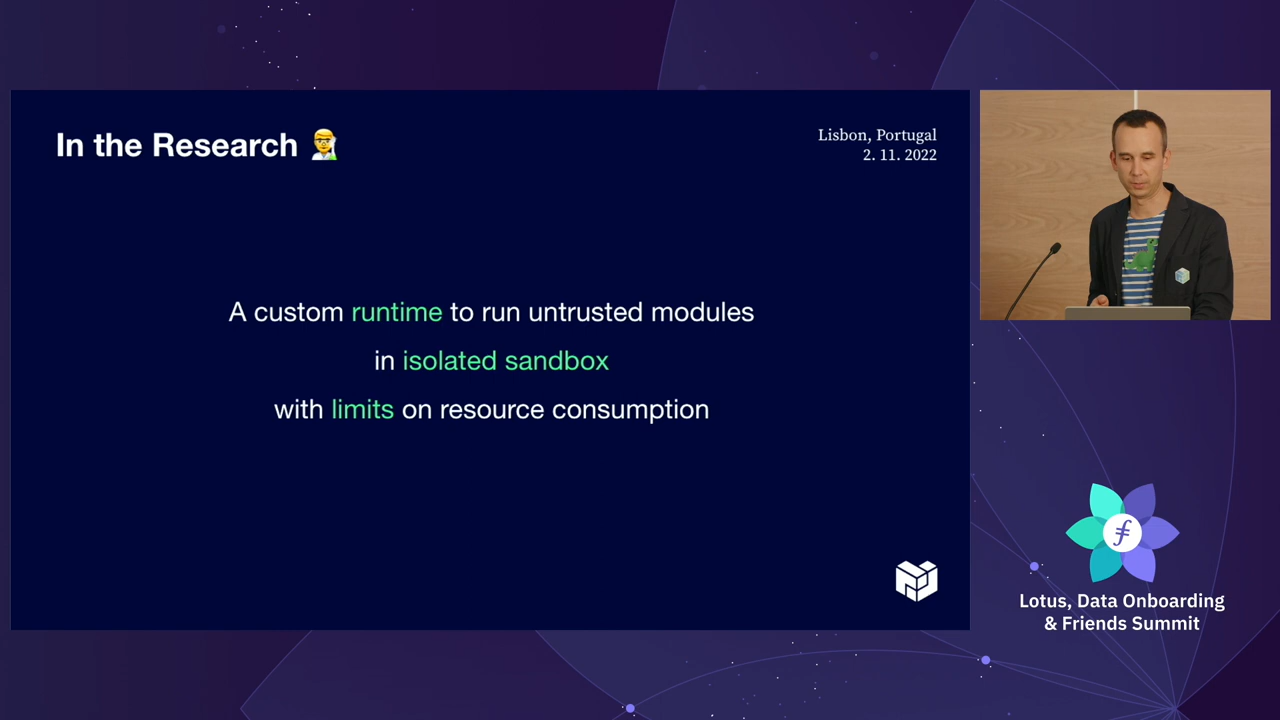 In the Research 👨‍🔬
Lisbon, Portugal
2. 11. 2022
A custom runtime to run untrusted modules
in isolated sandbox
with limits on resource consumption
Lotus, Data Onboarding
& Friends Summit